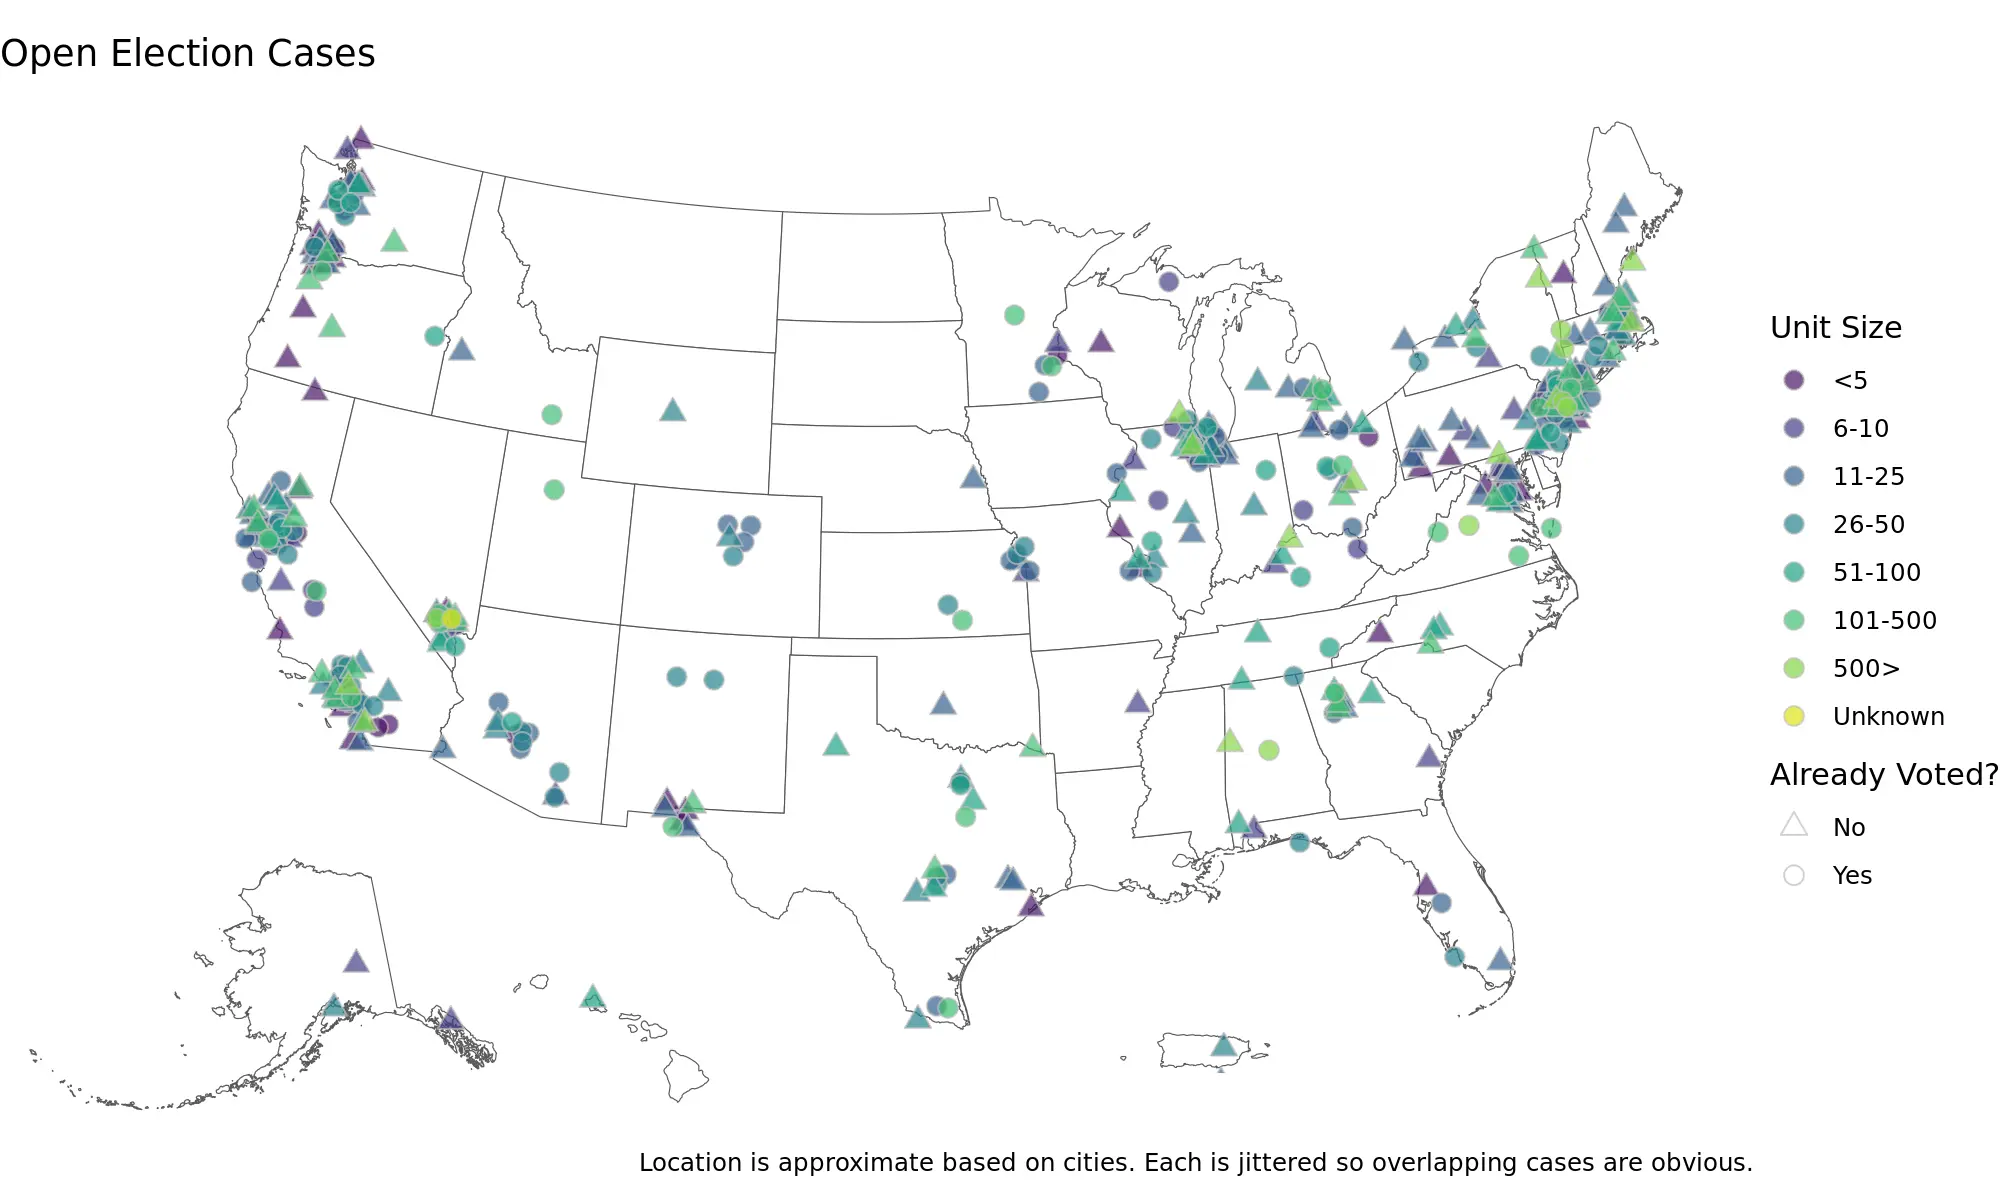 Open Election Cases
Unit Size
<5
6-10
11-25
26-50
51-100
101-500
500>
Unknown
Already Voted?
No
Yes
Location is approximate based on cities. Each is jittered so overlapping cases are obvious.